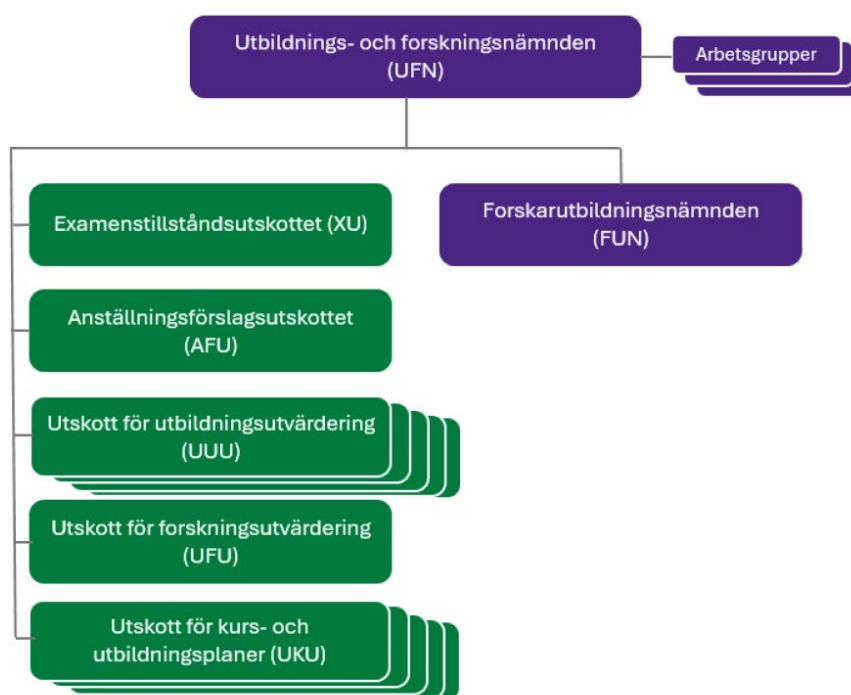 Utbildnings- och forskningsnämnden
(UFN)
Arbetsgrupper
Examenstillståndsutskottet (XU)
Forskarutbildningsnämnden
(FUN)
Anställningsförslagsutskottet
(AFU)
Utskott för utbildningsutvärdering
(UUU)
Utskott för forskningsutvärdering
(UFU)
Utskott för kurs- och
utbildningsplaner (UKU)